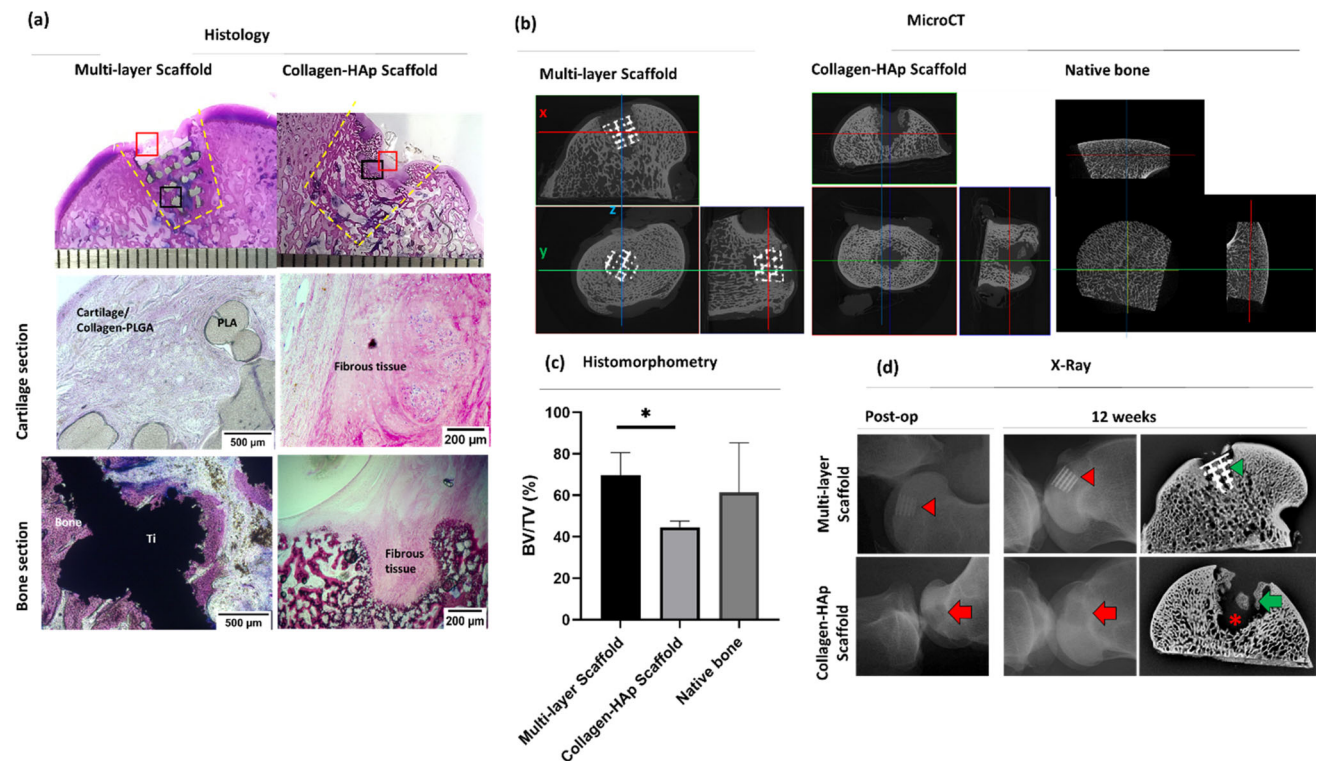 (a)
Histology
Multi-layer Scaffold
Collagen-HAp Scaffold
Cartilage section
Cartilage/
Collagen-PLGA
PLA
500 µm
Fibrous tissue
200 µm
Bone section
Bone
Ti
500 µm
Fibrous
tissue
200 µm
(b)
MicroCT
Multi-layer Scaffold
Collagen-HAp Scaffold
Native bone
x
z
y
(c)
Histomorphometry
BV/TV (%)
100
80
60
40
20
0
*
Multi-layer Scaffold
Collagen-HAp Scaffold
Native bone
(d)
X-Ray
Post-op
12 weeks
Multi-layer
Scaffold
Collagen-HAp
Scaffold
*